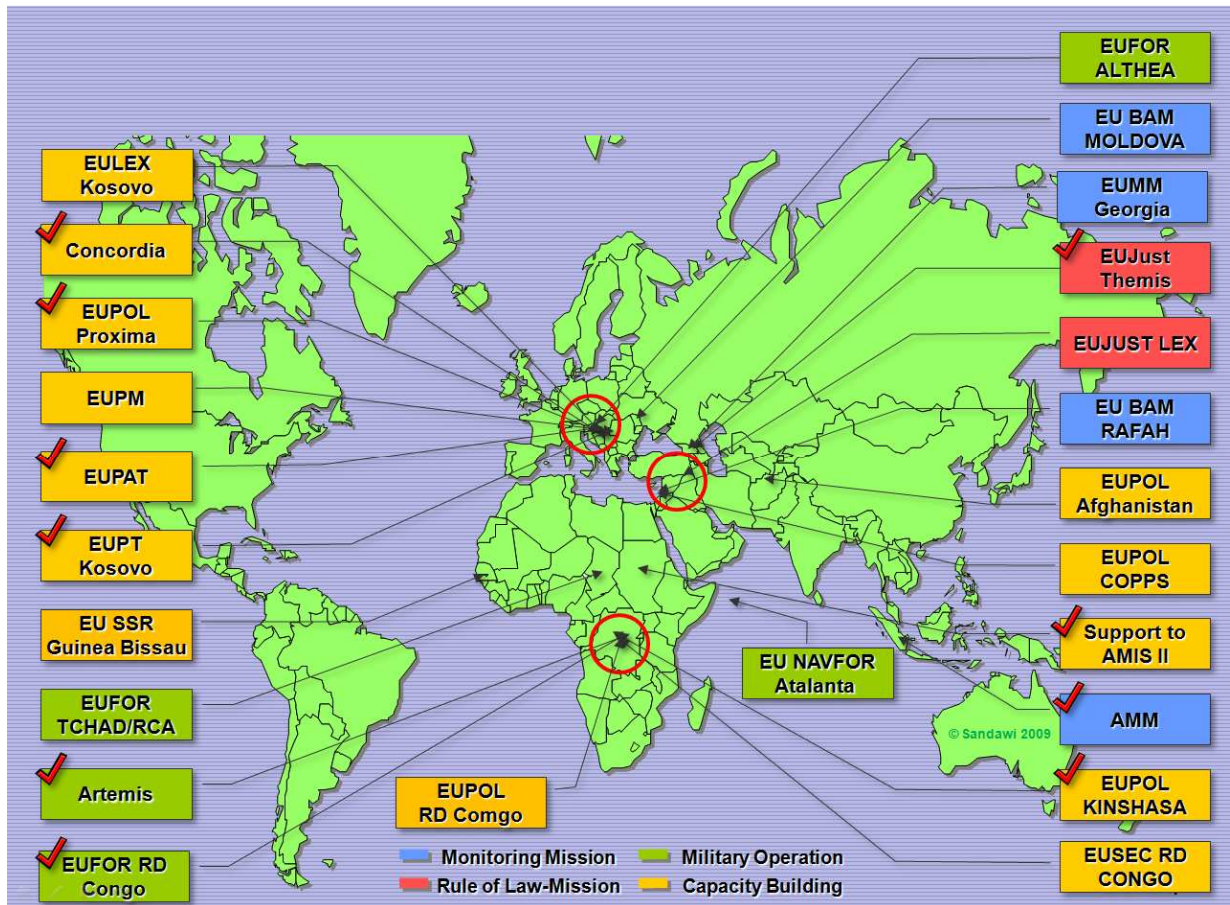 EULEX
Kosovo
Concordia
EUPOL
Proxima
EUPM
EUPAT
EUPT
Kosovo
EU SSR
Guinea Bissau
EUFOR
TCHAD/RCA
Artemis
EUFOR RD
Congo
EUPOL
RD Comgo
EU NAVFOR
Atalanta
EUFOR
ALTHEA
EU BAM
MOLDOVA
EUMM
Georgia
EUJust
Themis
EUJUST LEX
EU BAM
RAFAH
EUPOL
Afghanistan
EUPOL
COPPS
Support to
AMIS II
AMM
EUPOL
KINSHASA
EUSEC RD
CONGO
© Sandawi 2009
Monitoring Mission
Military Operation
Rule of Law-Mission
Capacity Building